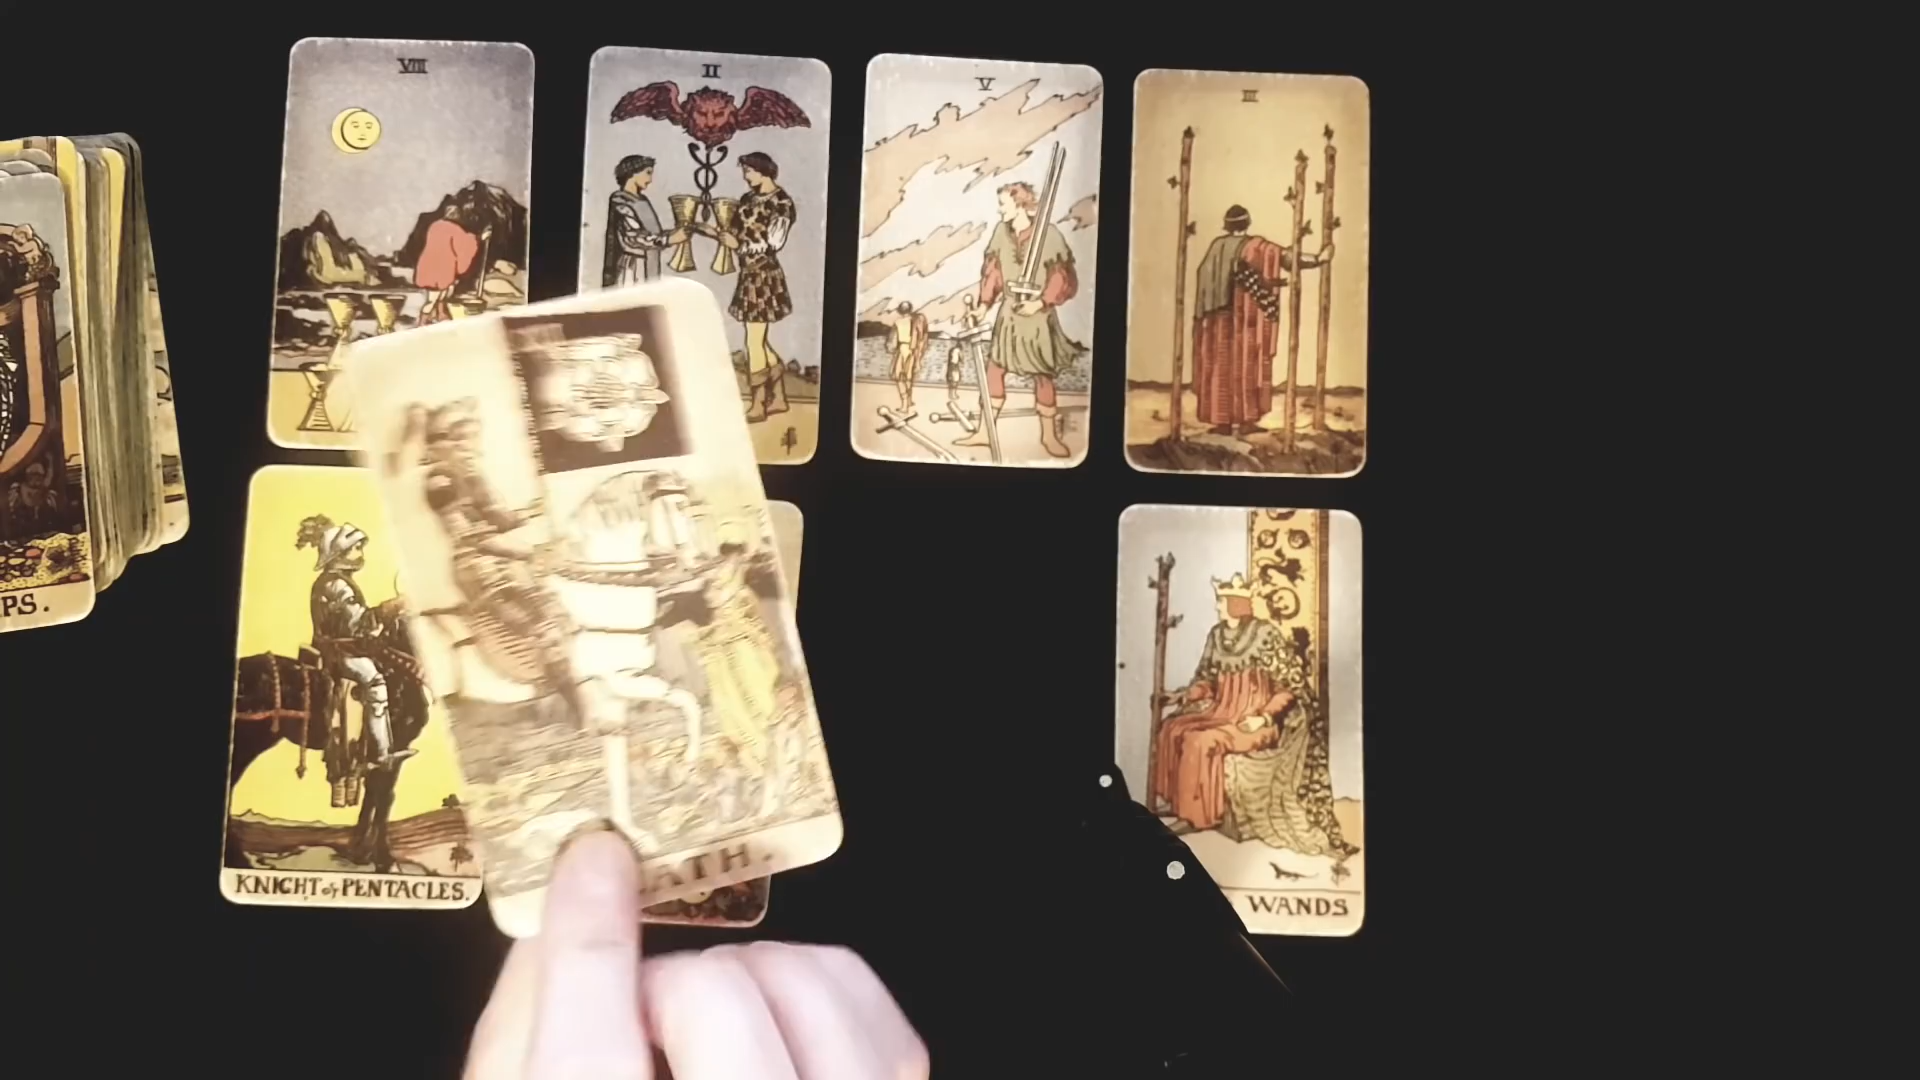 VIII
II
V
III
KNIGHT of PENTACLES.
ATH.
WANDS
PS.